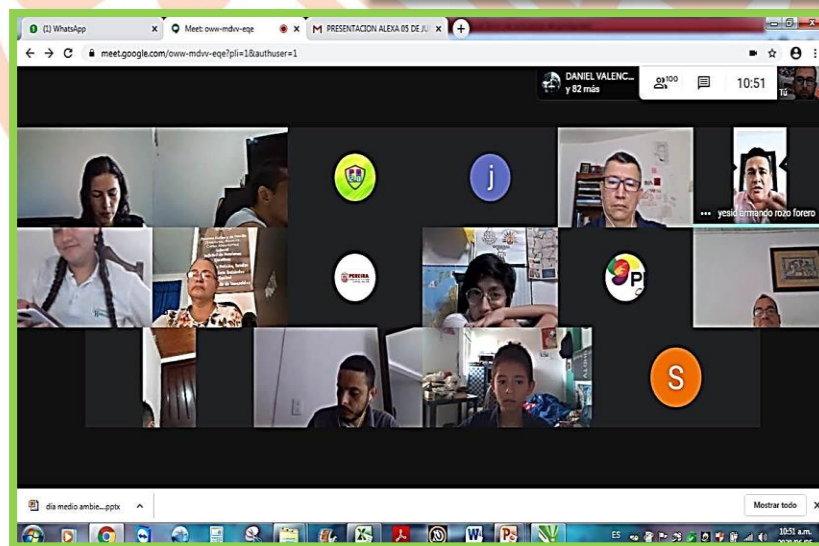 (1) WhatsApp
Meet: oww-mdvv-eqe
PRESENTACION ALEXA 05 DE JU
meet.google.com/oww-mdvv-eqe?pli=1&authuser=1
DANIEL VALENC...
y 82 más
100
10:51
Tú
j
yesid armando rozo forero
PEREIRA
P
S
dia medio ambie....pptx
Mostrar todo
ES
10:51 a.m.